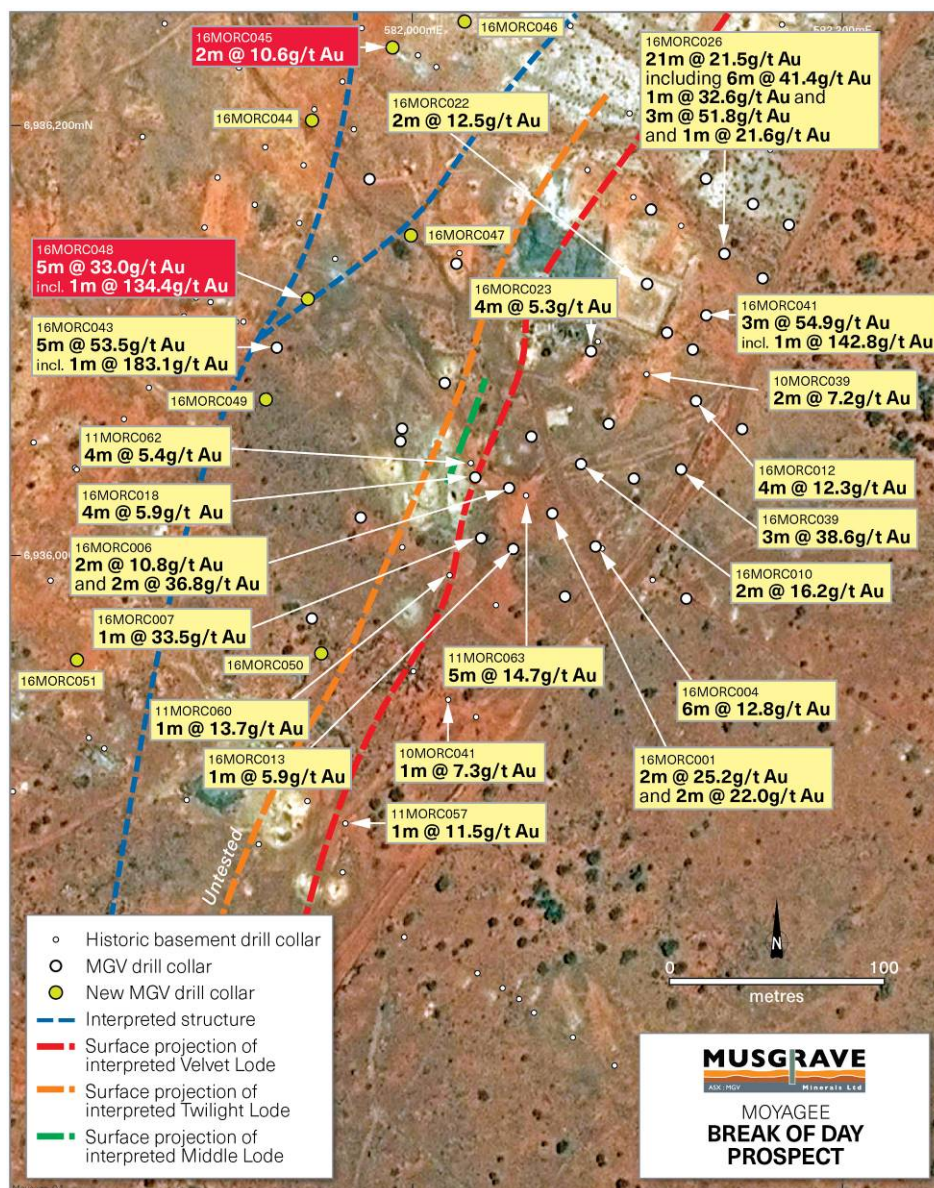 582,000mE
582,200mE
16MORC046
16MORC045
2m @ 10.6g/t Au
16MORC026
21m @ 21.5g/t Au
including 6m @ 41.4g/t Au
1m @ 32.6g/t Au and
3m @ 51.8g/t Au
and 1m @ 21.6g/t Au
16MORC022
2m @ 12.5g/t Au
16MORC044
6,936,200mN
16MORC047
16MORC048
5m @ 33.0g/t Au
incl. 1m @ 134.4g/t Au
16MORC023
4m @ 5.3g/t Au
16MORC041
3m @ 54.9g/t Au
incl. 1m @ 142.8g/t Au
16MORC043
5m @ 53.5g/t Au
incl. 1m @ 183.1g/t Au
10MORC039
2m @ 7.2g/t Au
16MORC049
11MORC062
4m @ 5.4g/t Au
16MORC012
4m @ 12.3g/t Au
16MORC018
4m @ 5.9g/t Au
16MORC039
3m @ 38.6g/t Au
16MORC006
2m @ 10.8g/t Au
and 2m @ 36.8g/t Au
6,936,000m
16MORC010
2m @ 16.2g/t Au
16MORC007
1m @ 33.5g/t Au
16MORC050
16MORC051
11MORC063
5m @ 14.7g/t Au
16MORC004
6m @ 12.8g/t Au
11MORC060
1m @ 13.7g/t Au
16MORC013
1m @ 5.9g/t Au
10MORC041
1m @ 7.3g/t Au
16MORC001
2m @ 25.2g/t Au
and 2m @ 22.0g/t Au
11MORC057
1m @ 11.5g/t Au
Untested
Historic basement drill collar
MGV drill collar
New MGV drill collar
Interpreted structure
Surface projection of
interpreted Velvet Lode
Surface projection of
interpreted Twilight Lode
Surface projection of
interpreted Middle Lode
N
0 100
metres
MUSGRAVE
ASX : MGV Minerals Ltd
MOYAGEE
BREAK OF DAY
PROSPECT